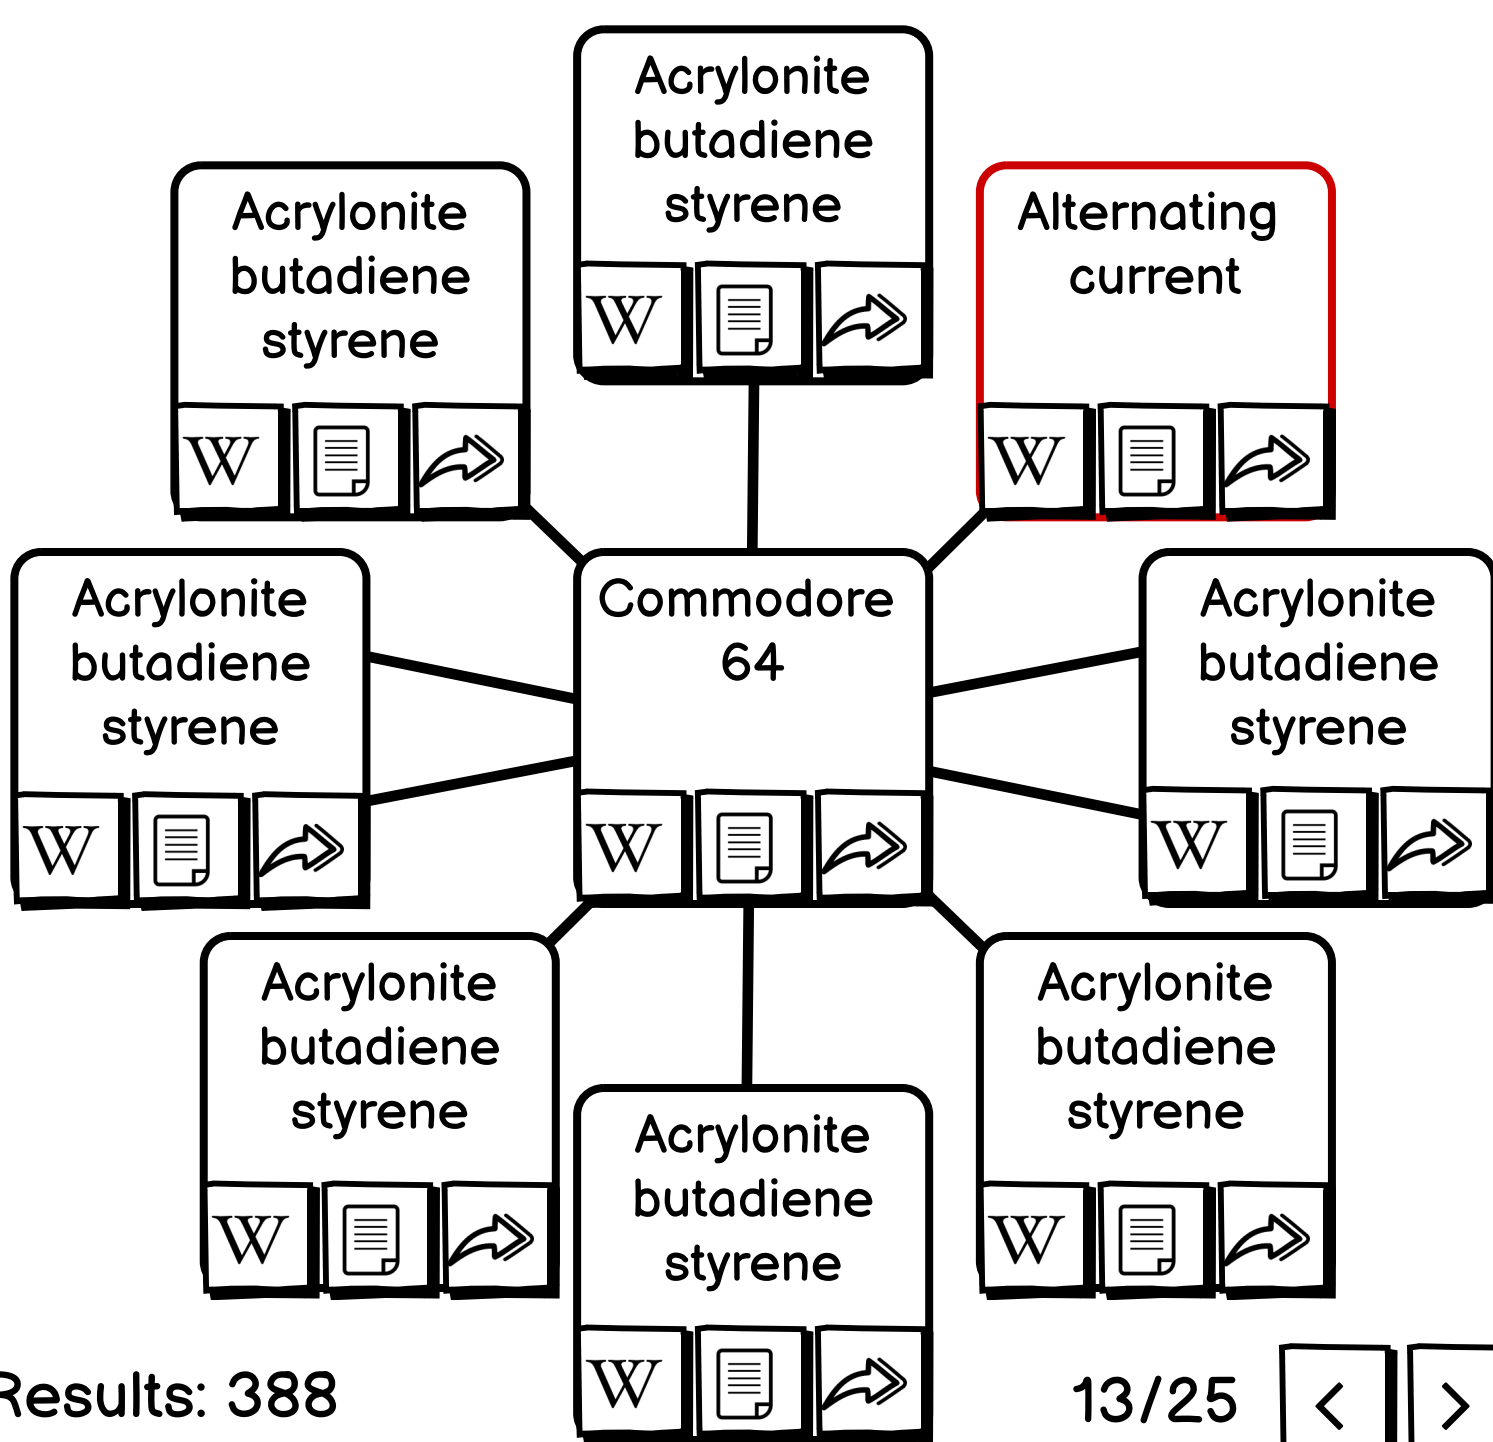 Acrylonite
butadiene
styrene
W
Acrylonite
butadiene
styrene
W
Alternating
current
W
Acrylonite
butadiene
styrene
W
Commodore
64
W
Acrylonite
butadiene
styrene
W
Acrylonite
butadiene
styrene
W
Acrylonite
butadiene
styrene
W
Acrylonite
butadiene
styrene
W
Results: 388
13/25 < >